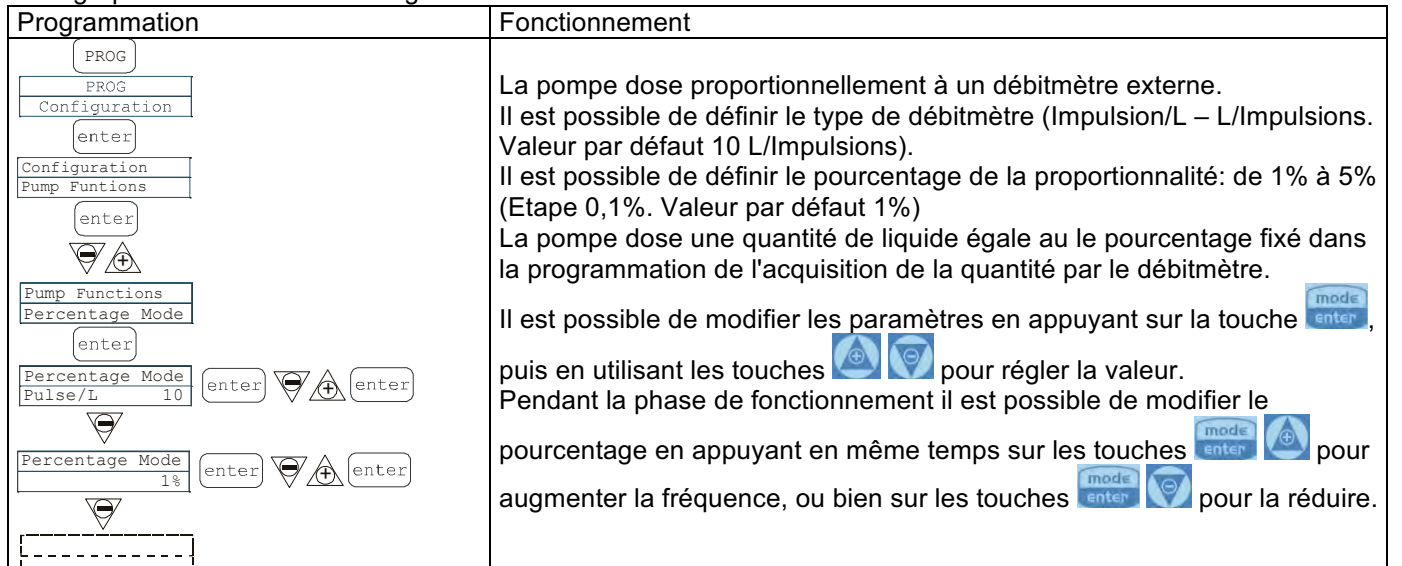 Programmation
Fonctionnement
PROG
PROG
Configuration
enter
Configuration
Pump Funtions
enter
Pump Functions
Percentage Mode
enter
Percentage Mode
Pulse/L 10
enter
enter
Percentage Mode
1%
enter
enter
La pompe dose proportionnellement à un débitmètre externe.
Il est possible de définir le type de débitmètre (Impulsion/L – L/Impulsions.
Valeur par défaut 10 L/Impulsions).
Il est possible de définir le pourcentage de la proportionnalité: de 1% à 5%
(Etape 0,1%. Valeur par défaut 1%)
La pompe dose une quantité de liquide égale au le pourcentage fixé dans
la programmation de l'acquisition de la quantité par le débitmètre.
Il est possible de modifier les paramètres en appuyant sur la touche mode enter,
puis en utilisant les touches pour régler la valeur.
Pendant la phase de fonctionnement il est possible de modifier le
pourcentage en appuyant en même temps sur les touches mode enter pour
augmenter la fréquence, ou bien sur les touches mode enter pour la réduire.